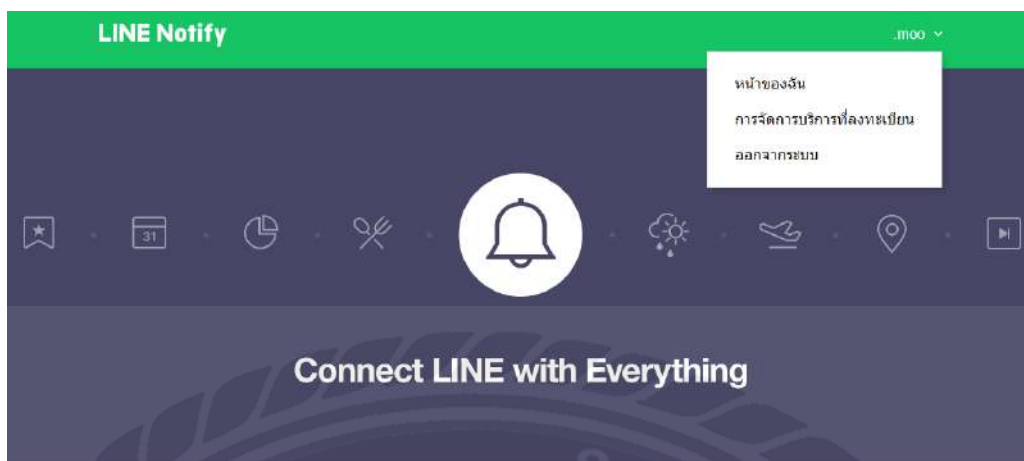 LINE Notify
.moo
หน้าของฉัน
การจัดการบริการที่ลงทะเบียน
ออกจากระบบ
31
Connect LINE with Everything